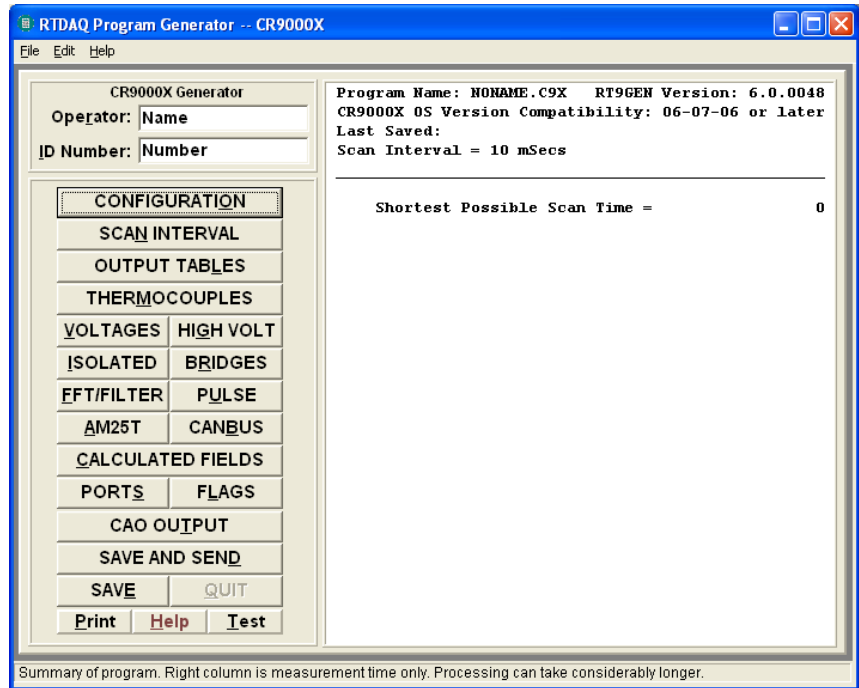 RTDAQ Program Generator -- CR9000X
File Edit Help
CR9000X Generator
Operator: Name
ID Number: Number
CONFIGURATION
SCAN INTERVAL
OUTPUT TABLES
THERMOCOUPLES
VOLTAGES HIGH VOLT
ISOLATED BRIDGES
FFT/FILTER PULSE
AM25T CANBUS
CALCULATED FIELDS
PORTS FLAGS
CAO OUTPUT
SAVE AND SEND
SAVE QUIT
Print Help Test
Program Name: NONAME.C9X RT9GEN Version: 6.0.0048
CR9000X OS Version Compatibility: 06-07-06 or later
Last Saved:
Scan Interval = 10 mSecs
Shortest Possible Scan Time = 0
Summary of program. Right column is measurement time only. Processing can take considerably longer.